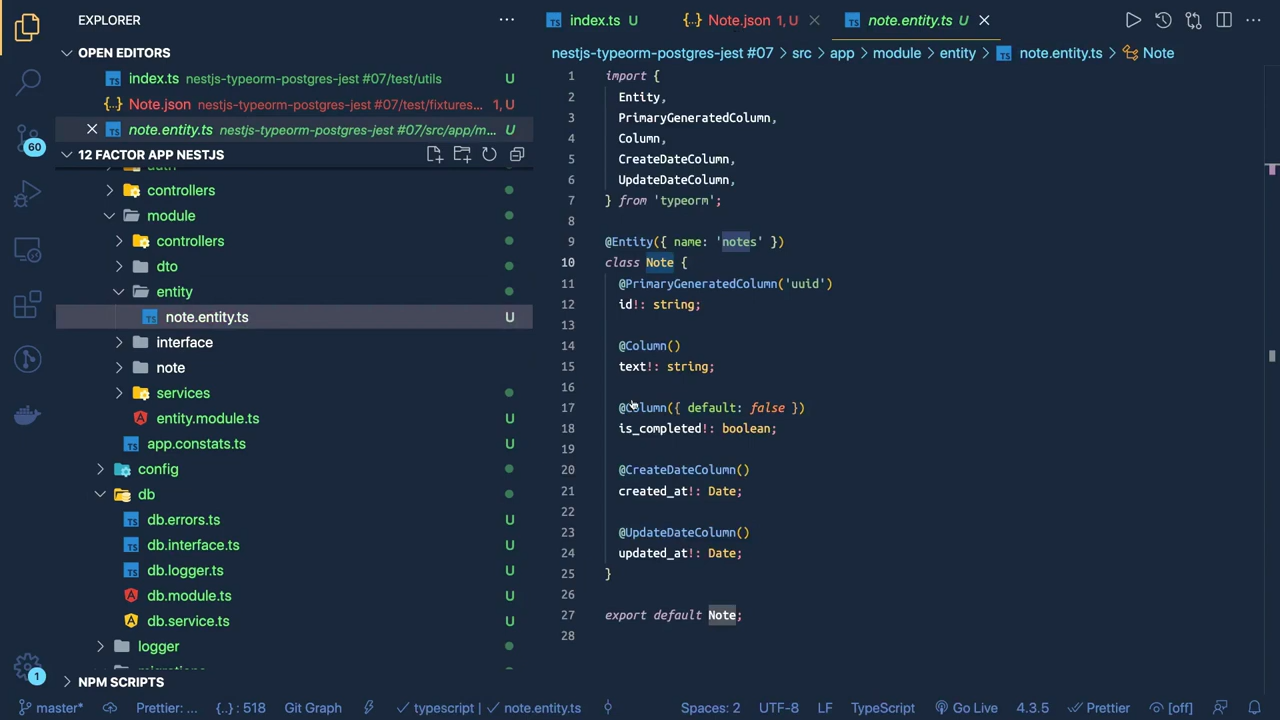 EXPLORER
OPEN EDITORS
index.ts nestjs-typeorm-postgres-jest #07/test/utils U
Note.json nestjs-typeorm-postgres-jest #07/test/fixtures... 1, U
note.entity.ts nestjs-typeorm-postgres-jest #07/src/app/m... U
12 FACTOR APP NESTJS
controllers
module
controllers
dto
entity
note.entity.ts U
interface
note
services
entity.module.ts U
app.constats.ts U
config
db
db.errors.ts U
db.interface.ts U
db.logger.ts U
db.module.ts U
db.service.ts U
logger
NPM SCRIPTS
60
1
index.ts U
Note.json 1, U
note.entity.ts U
nestjs-typeorm-postgres-jest #07 > src > app > module > entity > note.entity.ts > Note
1 import {
2 Entity,
3 PrimaryGeneratedColumn,
4 Column,
5 CreateDateColumn,
6 UpdateDateColumn,
7 } from 'typeorm';
8
9 @Entity({ name: 'notes' })
10 class Note {
11 @PrimaryGeneratedColumn('uuid')
12 id!: string;
13
14 @Column()
15 text!: string;
16
17 @Column({ default: false })
18 is_completed!: boolean;
19
20 @CreateDateColumn()
21 created_at!: Date;
22
23 @UpdateDateColumn()
24 updated_at!: Date;
25 }
26
27 export default Note;
28
master* Prettier: ... {..} : 518 Git Graph typescript | note.entity.ts Spaces: 2 UTF-8 LF TypeScript Go Live 4.3.5 Prettier [off]